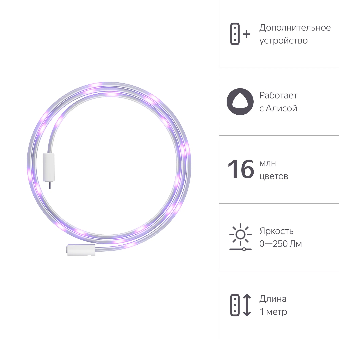 Дополнительное
устройство
Работает
с Алисой
16 млн
цветов
Яркость
0—250 Лм
Длина
1 метр